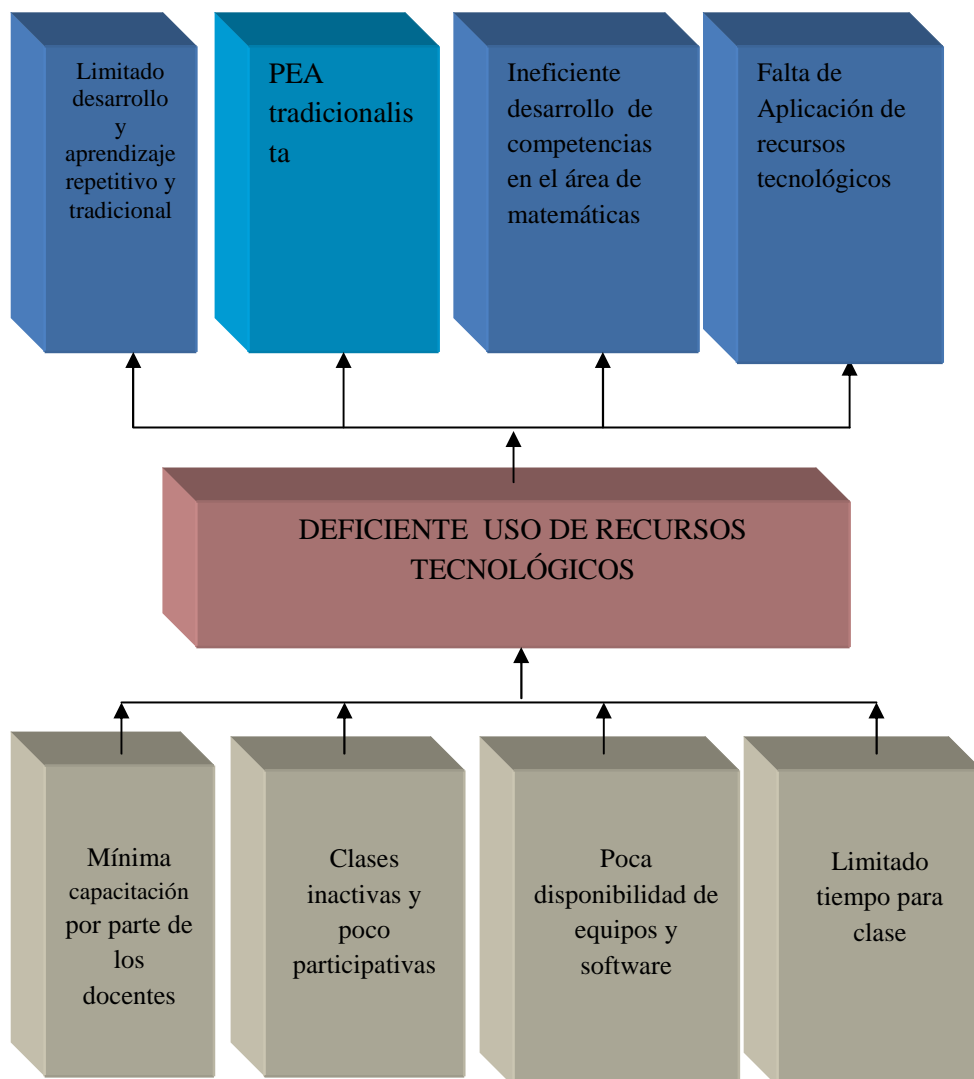 Limitado
desarrollo
y
aprendizaje
repetitivo y
tradicional
PEA
tradicionalis
ta
Ineficiente
desarrollo de
competencias
en el área de
matemáticas
Falta de
Aplicación de
recursos
tecnológicos
DEFICIENTE USO DE RECURSOS
TECNOLÓGICOS
Mínima
capacitación
por parte de
los
docentes
Clases
inactivas y
poco
participativas
Poca
disponibilidad de
equipos y
software
Limitado
tiempo para
clase